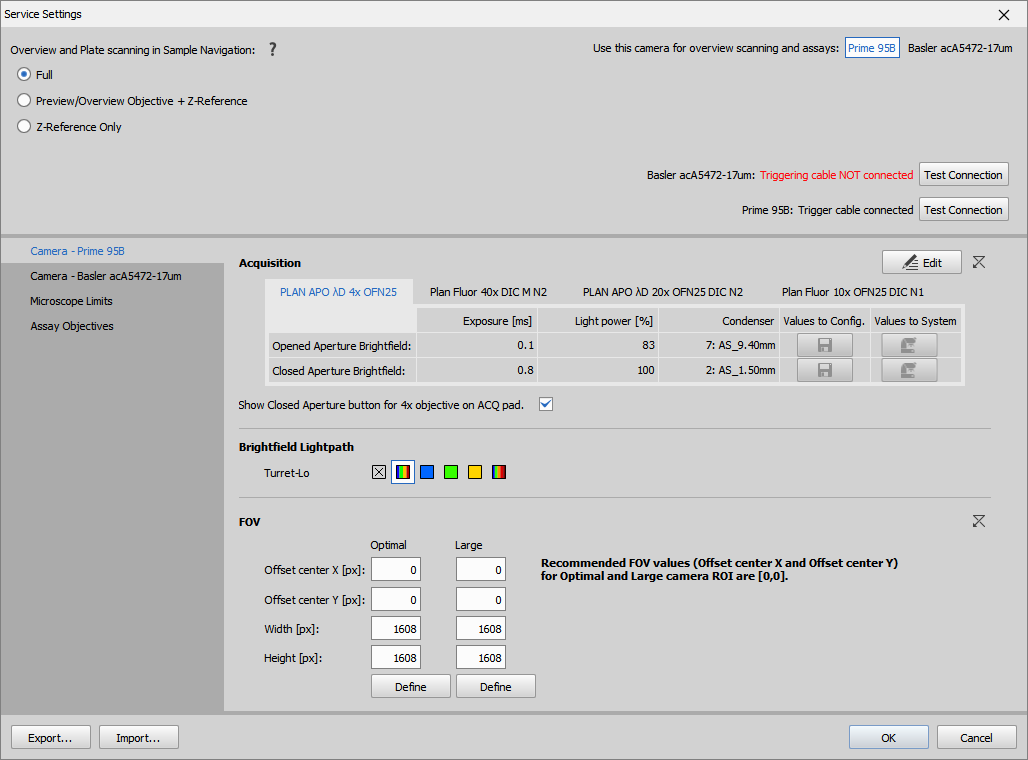 Service Settings
Overview and Plate scanning in Sample Navigation: ?
Use this camera for overview scanning and assays: Prime 95B Basler acA5472-17um
Full
Preview/Overview Objective + Z-Reference
Z-Reference Only
Basler acA5472-17um: Triggering cable NOT connected Test Connection
Prime 95B: Trigger cable connected Test Connection
Camera - Prime 95B
Camera - Basler acA5472-17um
Microscope Limits
Assay Objectives
Acquisition Edit
PLAN APO λD 4x OFN25 Plan Fluor 40x DIC M N2 PLAN APO λD 20x OFN25 DIC N2 Plan Fluor 10x OFN25 DIC N1
Exposure [ms] Light power [%] Condenser Values to Config. Values to System
Opened Aperture Brightfield: 0.1 83 7: AS_9.40mm
Closed Aperture Brightfield: 0.8 100 2: AS_1.50mm
Show Closed Aperture button for 4x objective on ACQ pad.
Brightfield Lightpath
Turret-Lo
FOV
Optimal Large
Offset center X [px]: 0 0
Offset center Y [px]: 0 0
Width [px]: 1608 1608
Height [px]: 1608 1608
Define Define
Recommended FOV values (Offset center X and Offset center Y)
for Optimal and Large camera ROI are [0,0].
Export... Import... OK Cancel